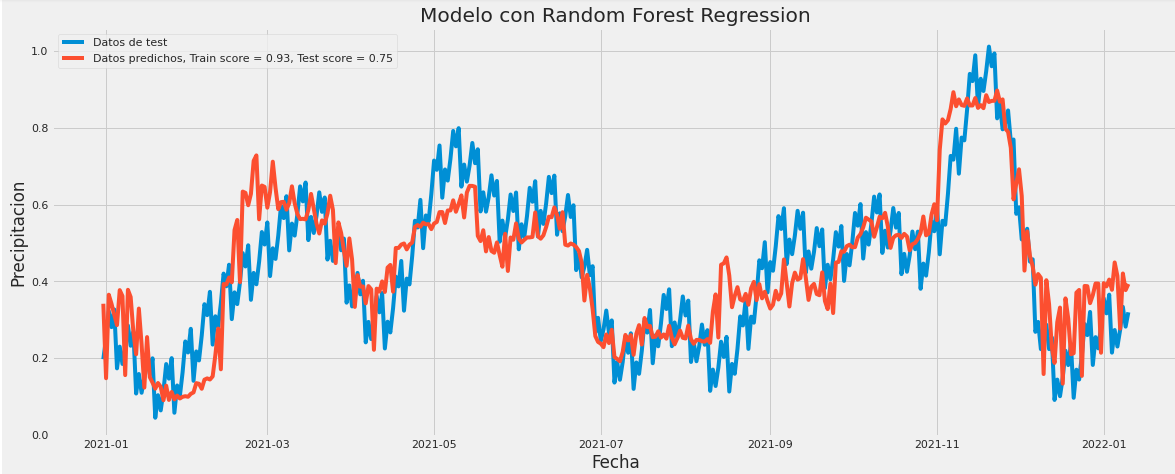 Modelo con Random Forest Regression
Datos de test
Datos predichos, Train score = 0.93, Test score = 0.75
1.0
0.8
0.6
0.4
0.2
0.0
Precipitacion
2021-01 2021-03 2021-05 2021-07 2021-09 2021-11 2022-01
Fecha